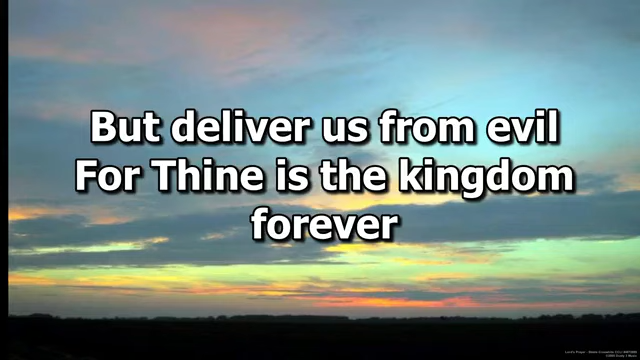 But deliver us from evil
For Thine is the kingdom
forever